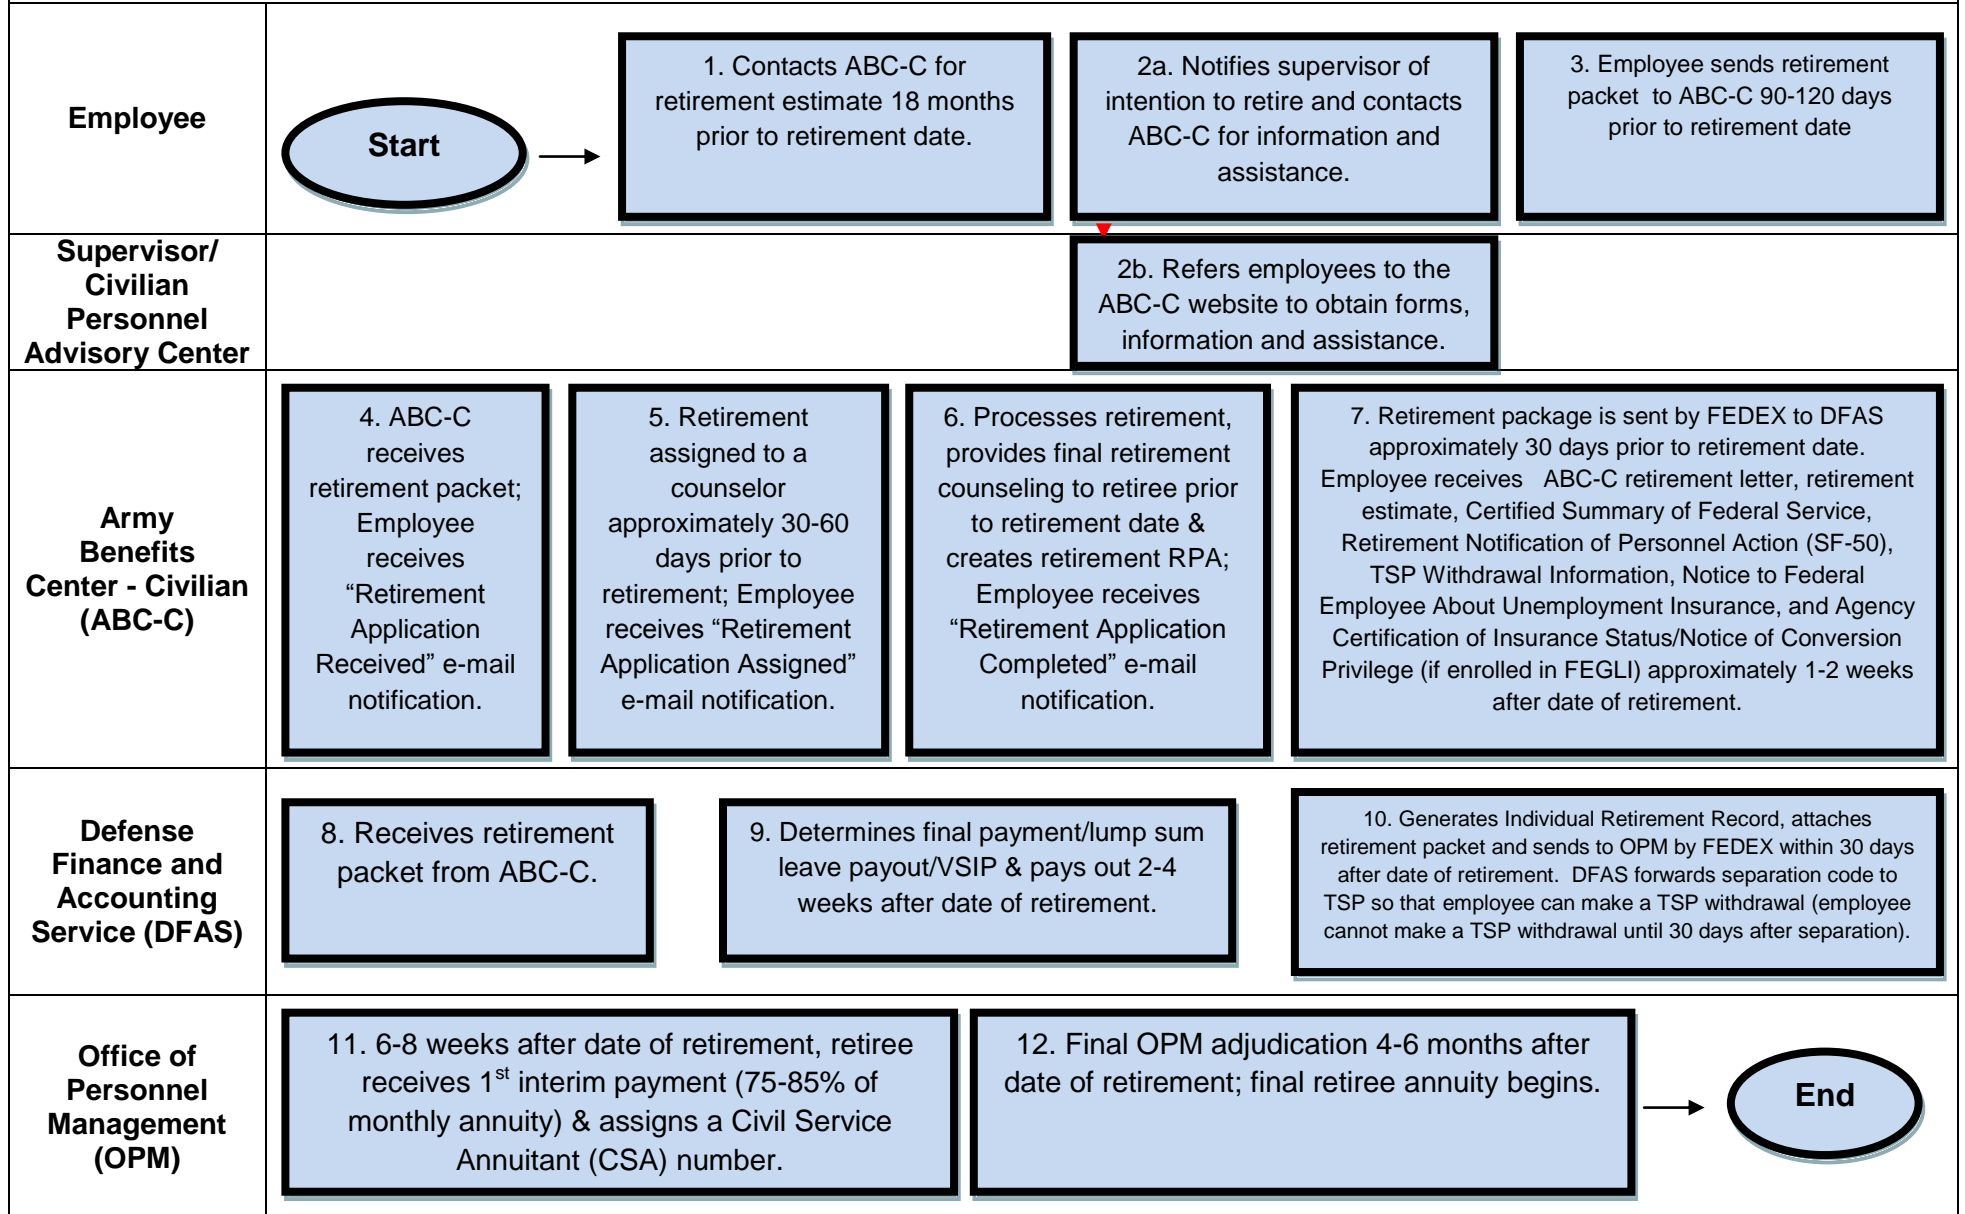 Employee
Start
1. Contacts ABC-C for
retirement estimate 18 months
prior to retirement date.
2a. Notifies supervisor of
intention to retire and contacts
ABC-C for information and
assistance.
3. Employee sends retirement
packet to ABC-C 90-120 days
prior to retirement date
Supervisor/
Civilian
Personnel
Advisory Center
2b. Refers employees to the
ABC-C website to obtain forms,
information and assistance.
Army
Benefits
Center - Civilian
(ABC-C)
4. ABC-C
receives
retirement packet;
Employee
receives
“Retirement
Application
Received” e-mail
notification.
5. Retirement
assigned to a
counselor
approximately 30-60
days prior to
retirement; Employee
receives “Retirement
Application Assigned”
e-mail notification.
6. Processes retirement,
provides final retirement
counseling to retiree prior
to retirement date &
creates retirement RPA;
Employee receives
“Retirement Application
Completed” e-mail
notification.
7. Retirement package is sent by FEDEX to DFAS
approximately 30 days prior to retirement date.
Employee receives ABC-C retirement letter, retirement
estimate, Certified Summary of Federal Service,
Retirement Notification of Personnel Action (SF-50),
TSP Withdrawal Information, Notice to Federal
Employee About Unemployment Insurance, and Agency
Certification of Insurance Status/Notice of Conversion
Privilege (if enrolled in FEGLI) approximately 1-2 weeks
after date of retirement.
Defense
Finance and
Accounting
Service (DFAS)
8. Receives retirement
packet from ABC-C.
9. Determines final payment/lump sum
leave payout/VSIP & pays out 2-4
weeks after date of retirement.
10. Generates Individual Retirement Record, attaches
retirement packet and sends to OPM by FEDEX within 30 days
after date of retirement. DFAS forwards separation code to
TSP so that employee can make a TSP withdrawal (employee
cannot make a TSP withdrawal until 30 days after separation).
Office of
Personnel
Management
(OPM)
11. 6-8 weeks after date of retirement, retiree
receives 1st interim payment (75-85% of
monthly annuity) & assigns a Civil Service
Annuitant (CSA) number.
12. Final OPM adjudication 4-6 months after
date of retirement; final retiree annuity begins.
End